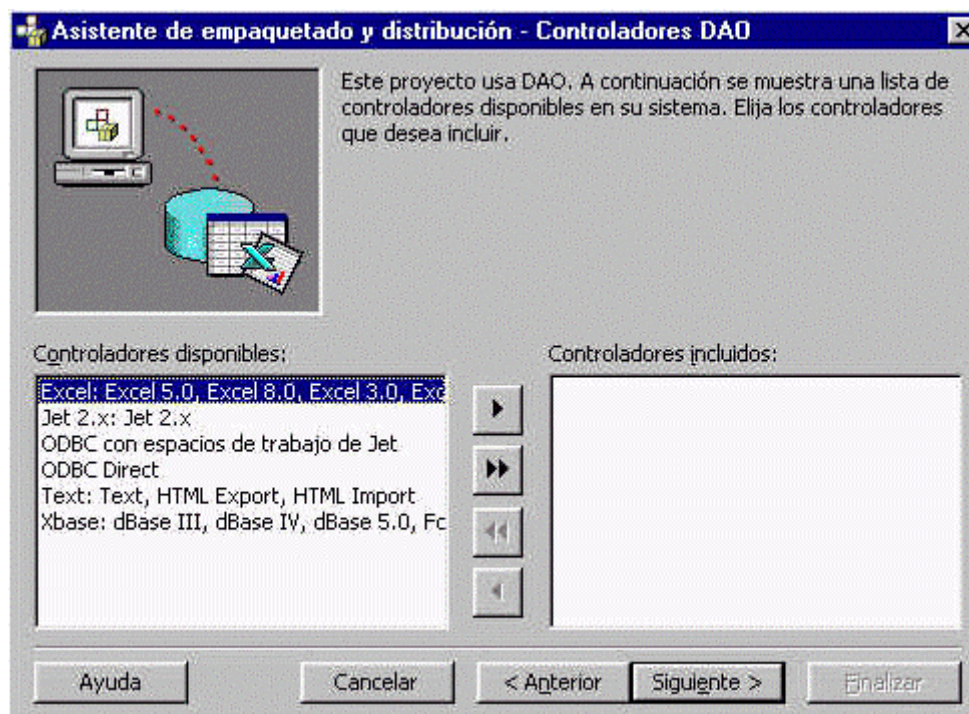 Asistente de empaquetado y distribución - Controladores DAO
Este proyecto usa DAO. A continuación se muestra una lista de
controladores disponibles en su sistema. Elija los controladores
que desea incluir.
Controladores disponibles:
Excel: Excel 5.0, Excel 8.0, Excel 3.0, Exc
Jet 2.x: Jet 2.x
ODBC con espacios de trabajo de Jet
ODBC Direct
Text: Text, HTML Export, HTML Import
Xbase: dBase III, dBase IV, dBase 5.0, Fc
Controladores incluidos:
Ayuda
Cancelar
< Anterior
Siguiente >
Finalizar